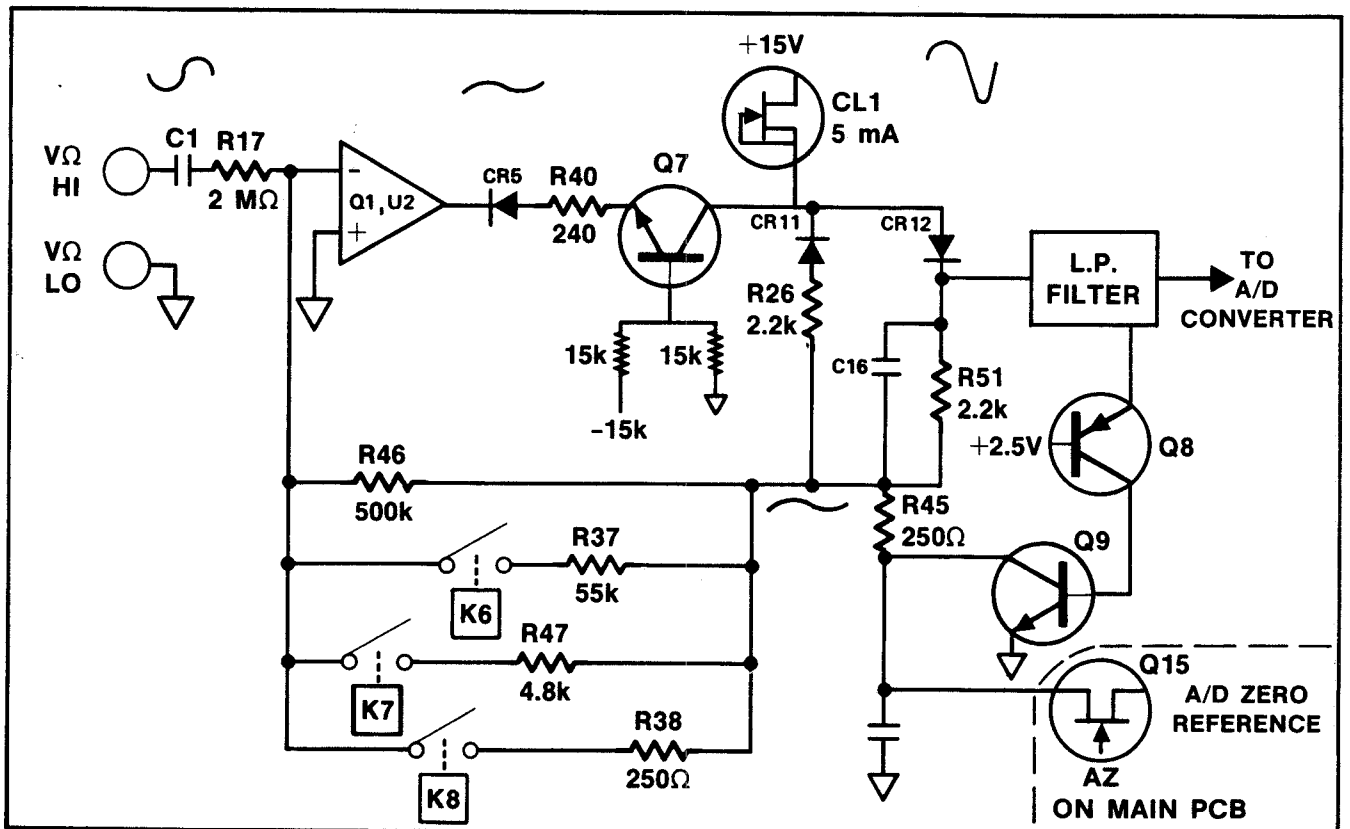 +15V
CL1
5 mA
C1
R17
VΩ
HI
2 MΩ
VΩ
LO
-
Q1, U2
+
CR5
R40
240
Q7
CR11
CR12
R26
2.2k
L.P.
FILTER
TO
A/D
CONVERTER
15k
15k
-15k
C16
R51
2.2k
+2.5V
Q8
R46
500k
R45
250Ω
Q9
K6
R37
55k
K7
R47
4.8k
K8
R38
250Ω
Q15
A/D ZERO
REFERENCE
AZ
ON MAIN PCB